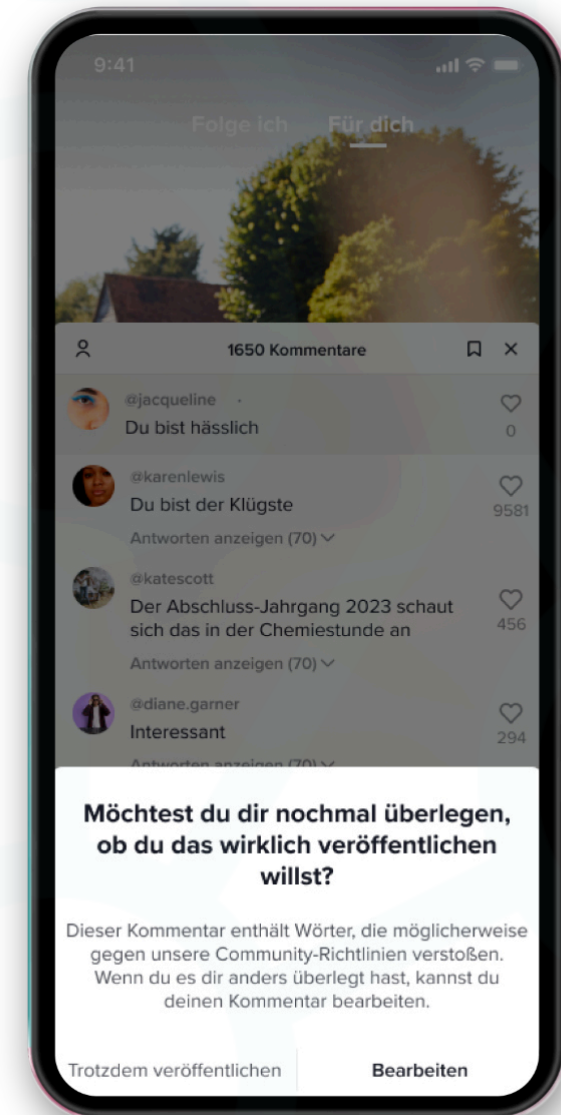 9:41
Folge ich Für dich
1650 Kommentare
@jacqueline ·
Du bist hässlich
0
@karenlewis
Du bist der Klügste
9581
Antworten anzeigen (70)
@katescott
Der Abschluss-Jahrgang 2023 schaut
sich das in der Chemiestunde an
456
Antworten anzeigen (70)
@diane.garner
Interessant
294
Antworten anzeigen (70)
Möchtest du dir nochmal überlegen,
ob du das wirklich veröffentlichen
willst?
Dieser Kommentar enthält Wörter, die möglicherweise
gegen unsere Community-Richtlinien verstoßen.
Wenn du es dir anders überlegt hast, kannst du
deinen Kommentar bearbeiten.
Trotzdem veröffentlichen Bearbeiten